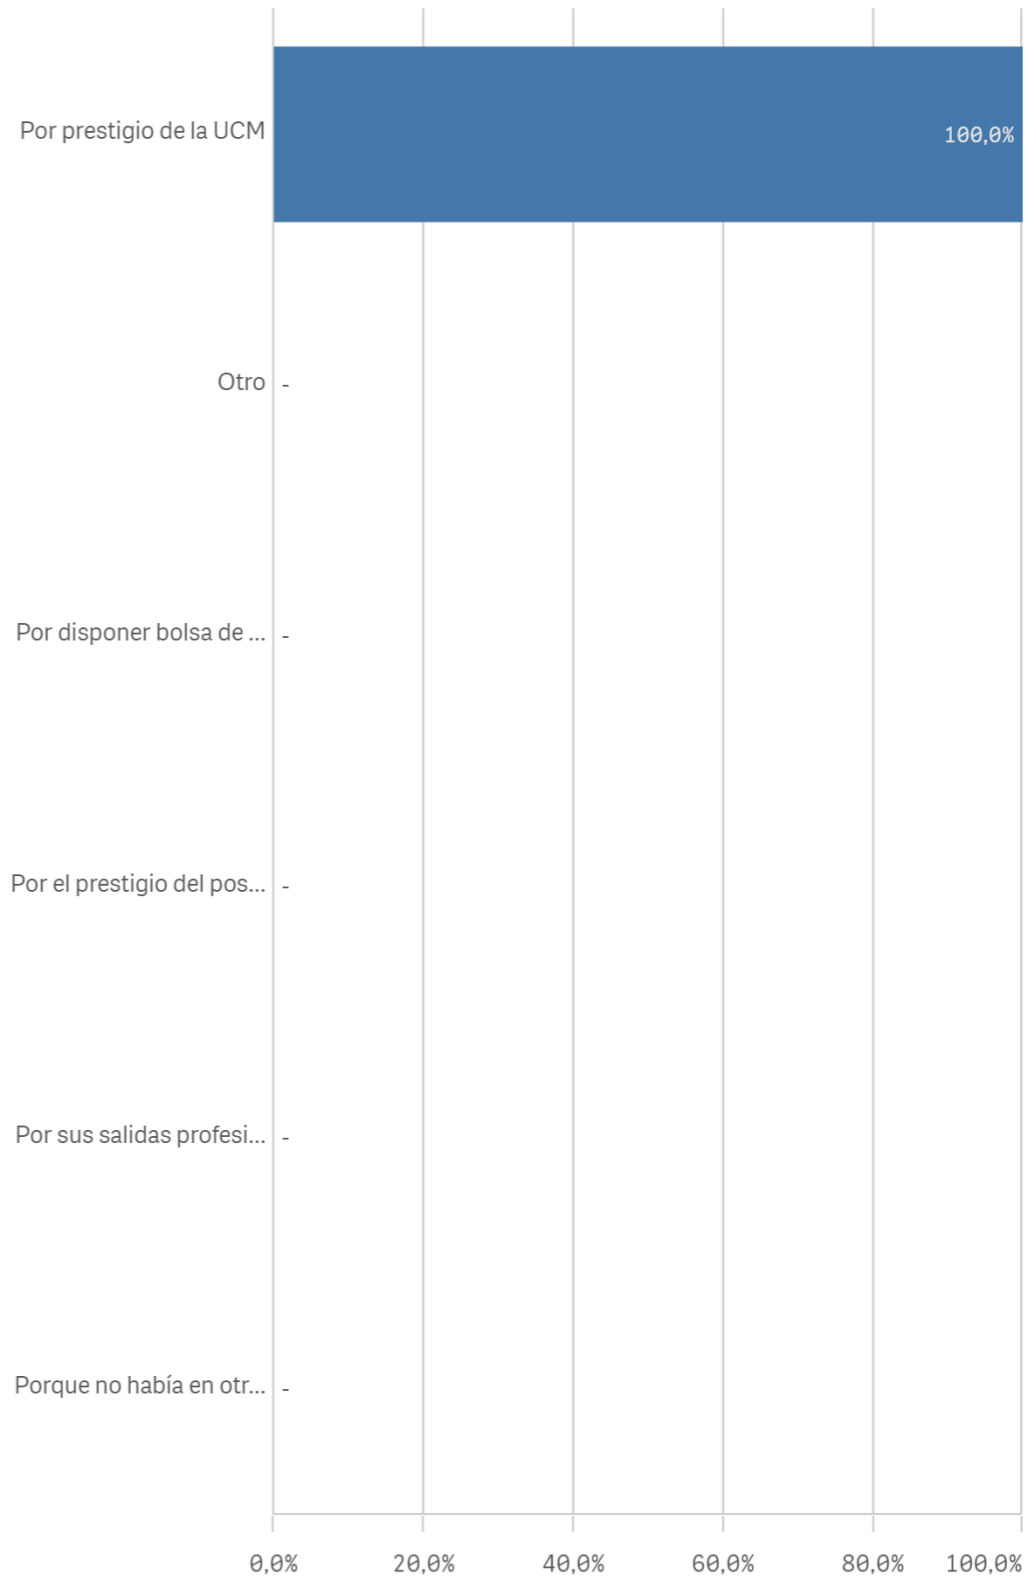 Por prestigio de la UCM
100,0%
Otro -
Por disponer bolsa de ... -
Por el prestigio del pos... -
Por sus salidas profesi... -
Porque no había en otr... -
0,0% 20,0% 40,0% 60,0% 80,0% 100,0%